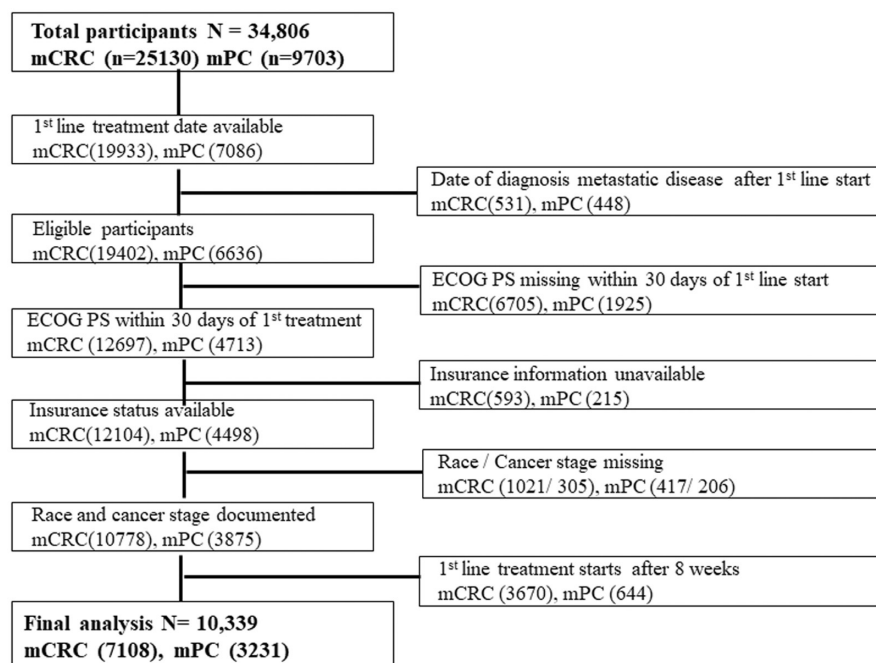 Total participants N = 34,806
mCRC (n=25130) mPC (n=9703)
1st line treatment date available
mCRC(19933), mPC (7086)
Date of diagnosis metastatic disease after 1st line start
mCRC(531), mPC (448)
Eligible participants
mCRC(19402), mPC (6636)
ECOG PS missing within 30 days of 1st line start
mCRC(6705), mPC (1925)
ECOG PS within 30 days of 1st treatment
mCRC (12697), mPC (4713)
Insurance information unavailable
mCRC(593), mPC (215)
Insurance status available
mCRC(12104), mPC (4498)
Race / Cancer stage missing
mCRC (1021/ 305), mPC (417/ 206)
Race and cancer stage documented
mCRC(10778), mPC (3875)
1st line treatment starts after 8 weeks
mCRC (3670), mPC (644)
Final analysis N= 10,339
mCRC (7108), mPC (3231)